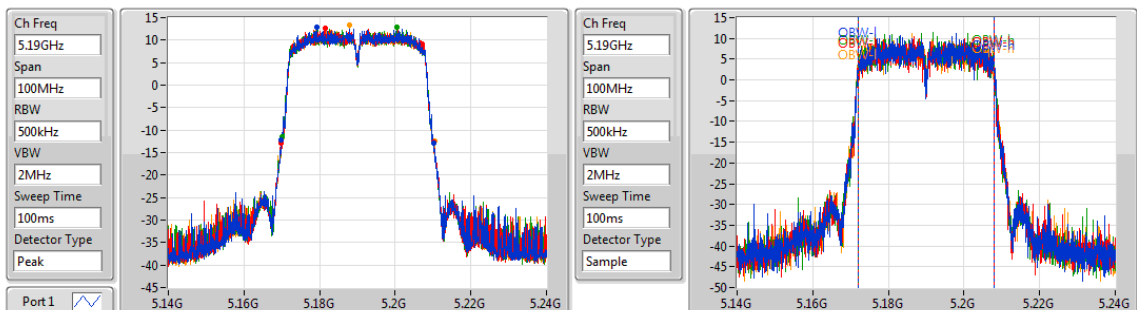 Ch Freq
5.19GHz
Span
100MHz
RBW
500kHz
VBW
2MHz
Sweep Time
100ms
Detector Type
Peak
Port 1
15
10
5
0
-5
-10
-15
-20
-25
-30
-35
-40
-45
5.14G 5.16G 5.18G 5.2G 5.22G 5.24G
Ch Freq
5.19GHz
Span
100MHz
RBW
500kHz
VBW
2MHz
Sweep Time
100ms
Detector Type
Sample
15
10
5
0
-5
-10
-15
-20
-25
-30
-35
-40
-45
-50
OBW-l
5.14G 5.16G 5.18G 5.2G 5.22G 5.24G